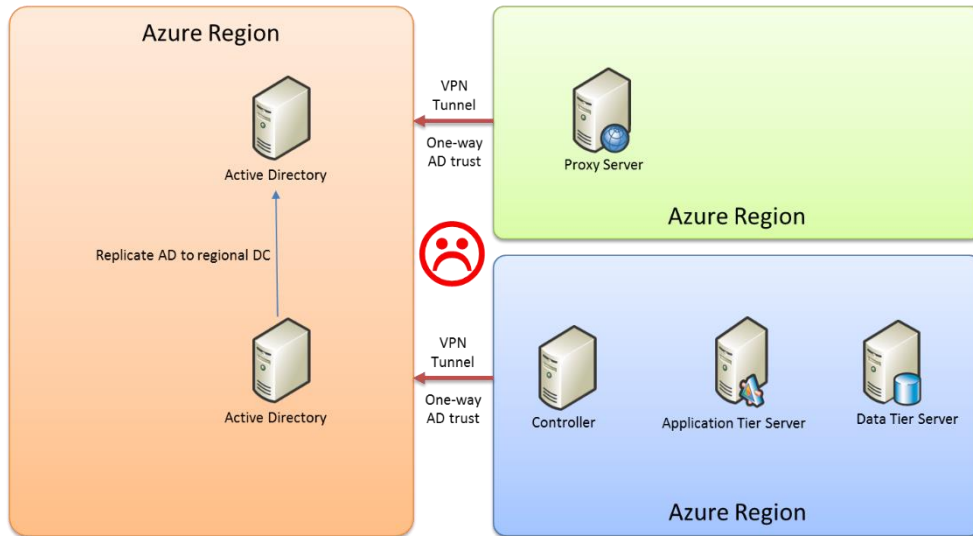 Azure Region
Active Directory
Replicate AD to regional DC
Active Directory
VPN
Tunnel
One-way
AD trust
VPN
Tunnel
One-way
AD trust
Proxy Server
Azure Region
Controller
Application Tier Server
Data Tier Server
Azure Region